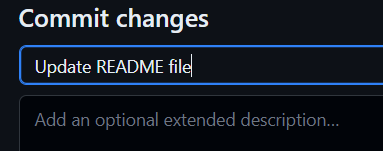 Commit changes
Update README file
Add an optional extended description...